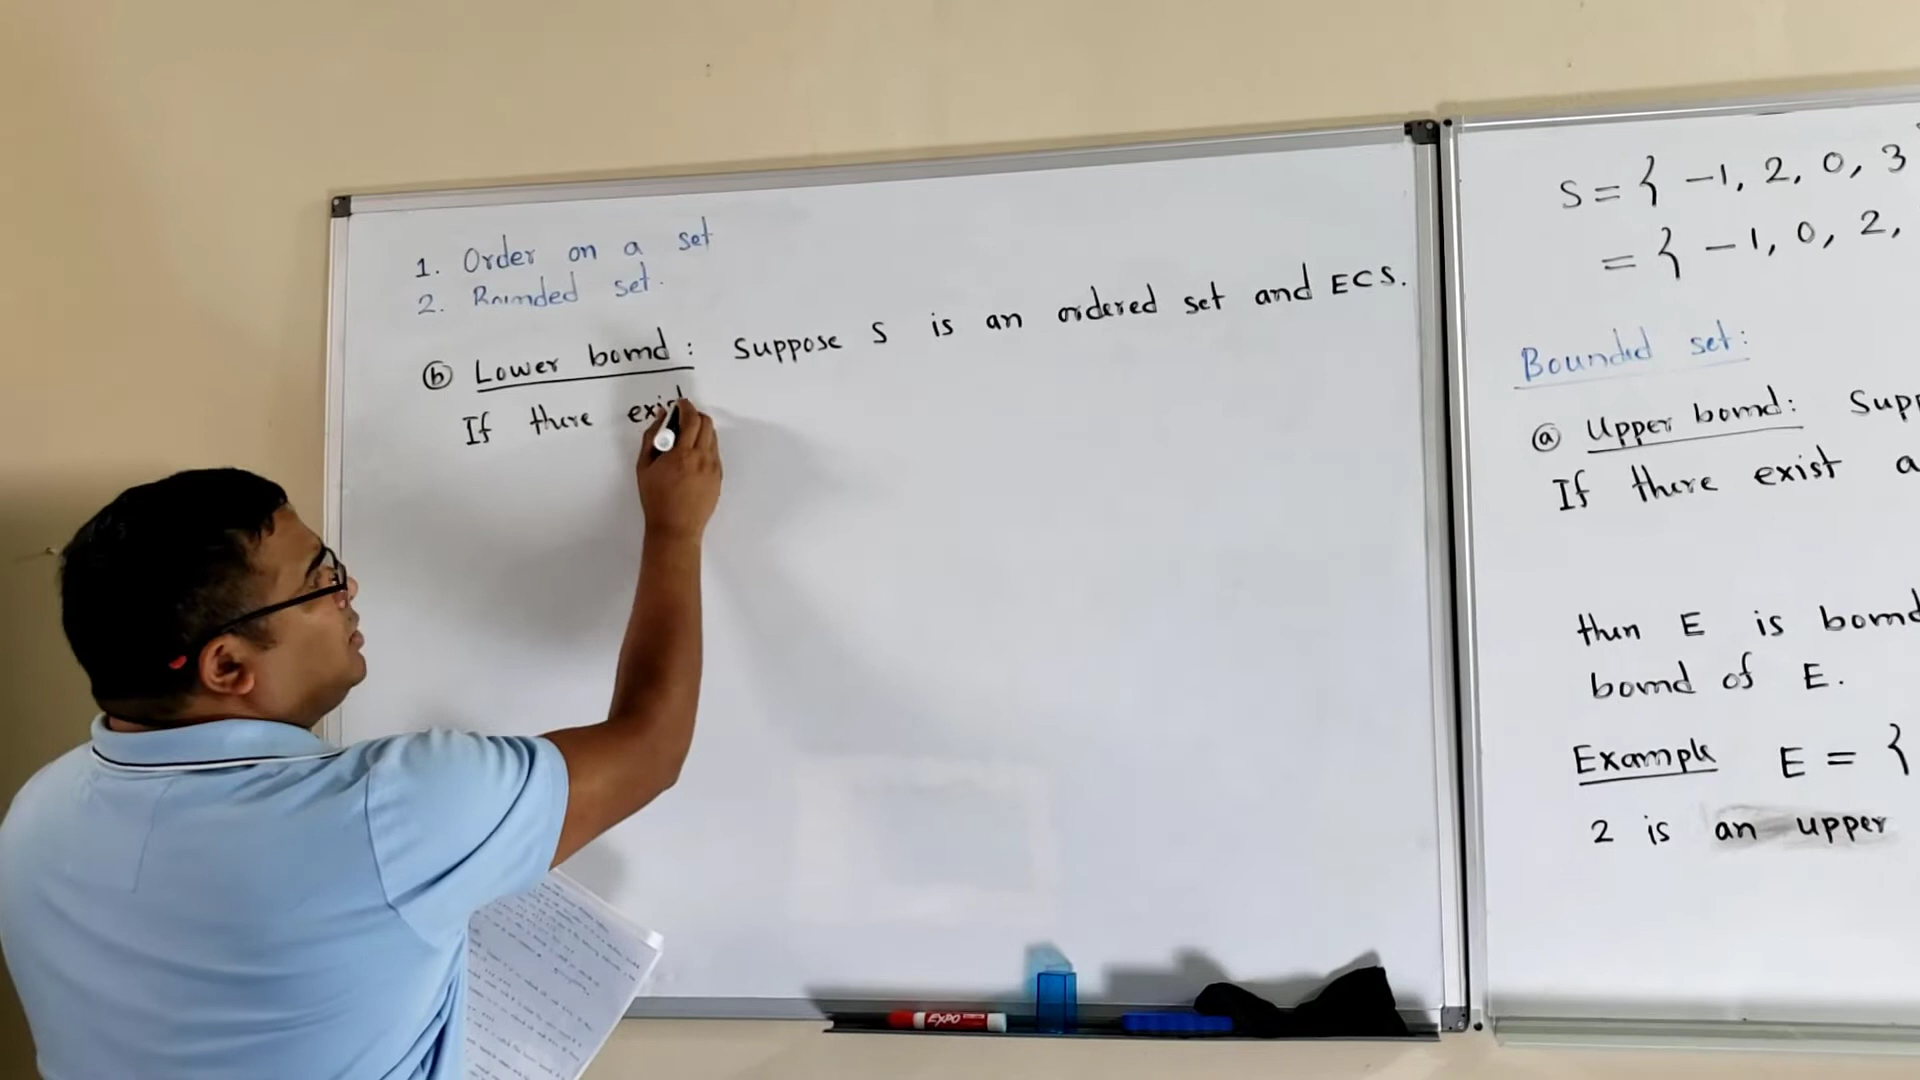 1. Order on a set
2. Bounded set.
ⓑ Lower bound: Suppose S is an ordered set and E⊂S.
If there exist
S = { -1, 2, 0, 3
= { -1, 0, 2,
Bounded set:
ⓐ Upper bound: Supp
If there exist a
then E is bound
bound of E.
Example E = {
2 is an upper
EXPO